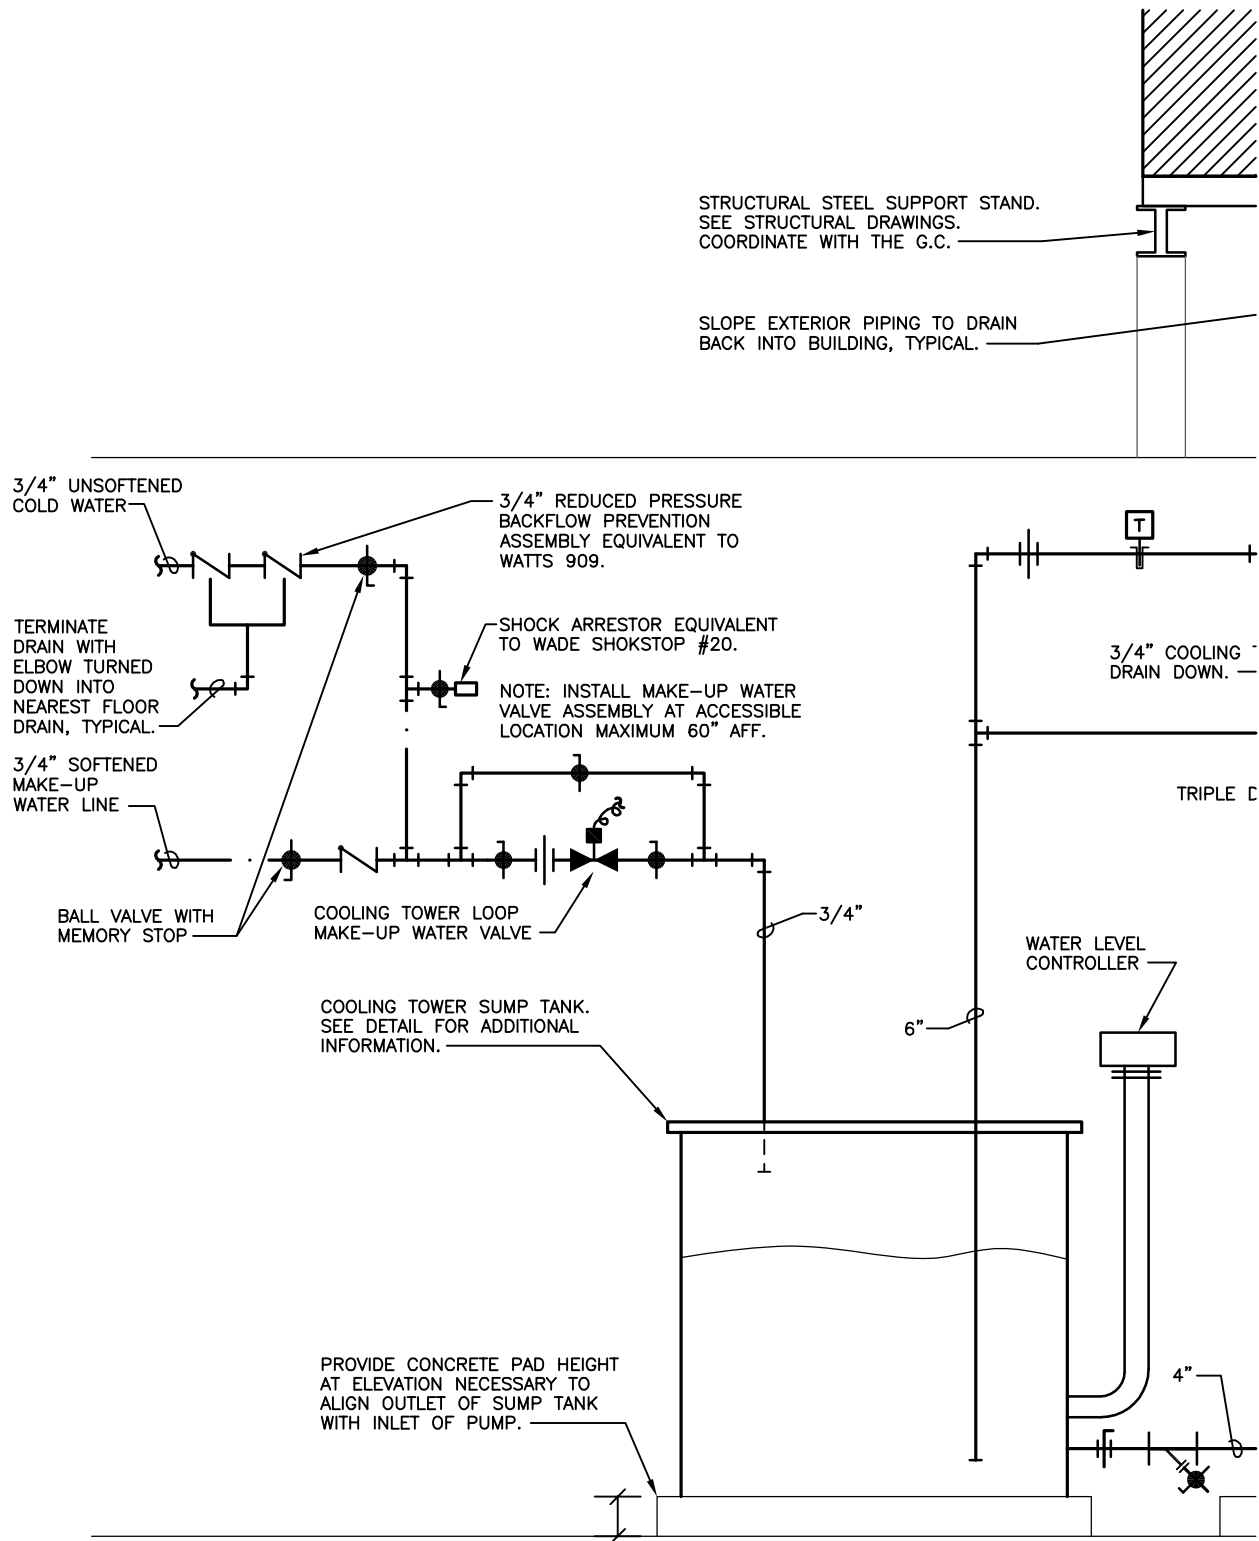 STRUCTURAL STEEL SUPPORT STAND.
SEE STRUCTURAL DRAWINGS.
COORDINATE WITH THE G.C.
SLOPE EXTERIOR PIPING TO DRAIN
BACK INTO BUILDING, TYPICAL.
3/4" UNSOFTENED
COLD WATER
3/4" REDUCED PRESSURE
BACKFLOW PREVENTION
ASSEMBLY EQUIVALENT TO
WATTS 909.
T
TERMINATE
DRAIN WITH
ELBOW TURNED
DOWN INTO
NEAREST FLOOR
DRAIN, TYPICAL.
SHOCK ARRESTOR EQUIVALENT
TO WADE SHOKSTOP #20.
3/4" COOLING
DRAIN DOWN.
NOTE: INSTALL MAKE-UP WATER
VALVE ASSEMBLY AT ACCESSIBLE
LOCATION MAXIMUM 60" AFF.
3/4" SOFTENED
MAKE-UP
WATER LINE
TRIPLE
BALL VALVE WITH
MEMORY STOP
COOLING TOWER LOOP
MAKE-UP WATER VALVE
3/4"
WATER LEVEL
CONTROLLER
COOLING TOWER SUMP TANK.
SEE DETAIL FOR ADDITIONAL
INFORMATION.
6"
PROVIDE CONCRETE PAD HEIGHT
AT ELEVATION NECESSARY TO
ALIGN OUTLET OF SUMP TANK
WITH INLET OF PUMP.
4"